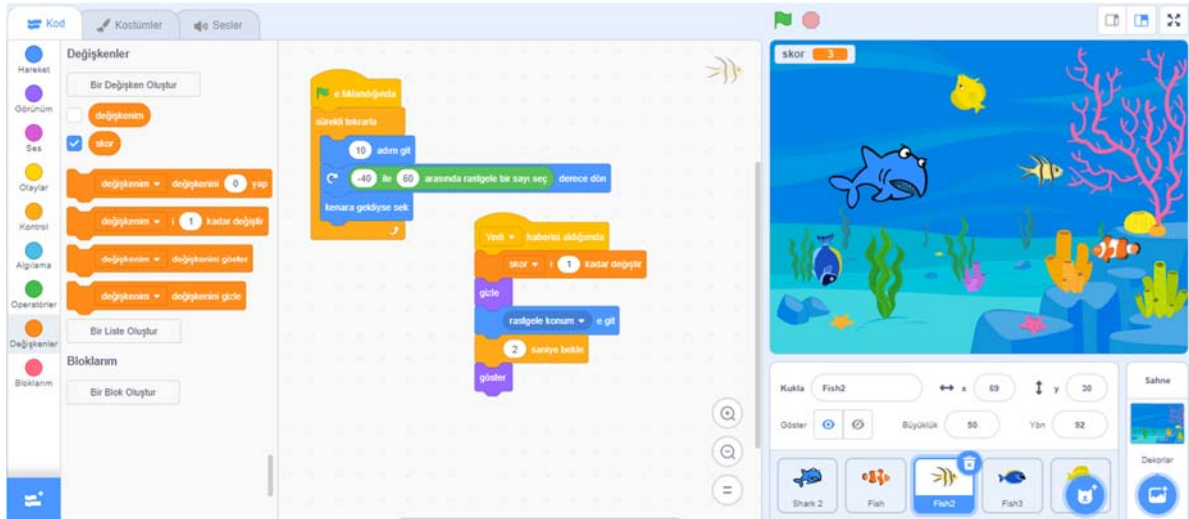 Kod Kostümler Sesler
Hareket
Görünüm
Ses
Olaylar
Kontrol
Algılama
Operatörler
Değişkenler
Bloklarım
Değişkenler
Bir Değişken Oluştur
değişkenim
skor
değişkenim değişkenini 0 yap
değişkenim i 1 kadar değiştir
değişkenim değişkenini göster
değişkenim değişkenini gizle
Bir Liste Oluştur
Bloklarım
Bir Blok Oluştur
e tıklandığında
sürekli tekrarla
10 adım git
-40 ile 60 arasında rastgele bir sayı seç derece dön
kenara geldiyse sek
Yedi haberini aldığımda
skor i 1 kadar değiştir
gizle
rastgele konum e git
2 saniye bekle
göster
skor 3
Kukla Fish2 x 69 y 30
Göster Büyüklük 50 Yön 92
Shark 2 Fish Fish2 Fish3
Sahne
Dekorlar